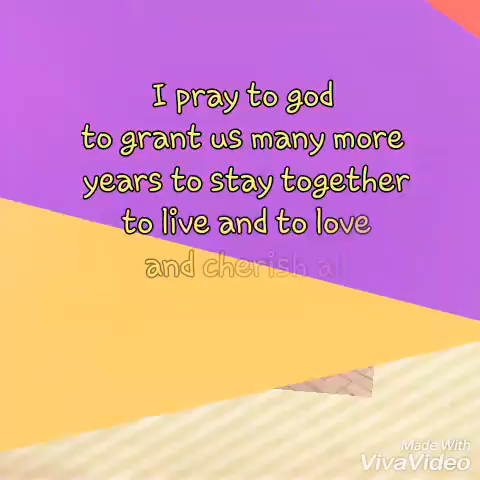 I pray to god
to grant us many more
years to stay together
to live and to love
and cherish al
Made With
VivaVideo